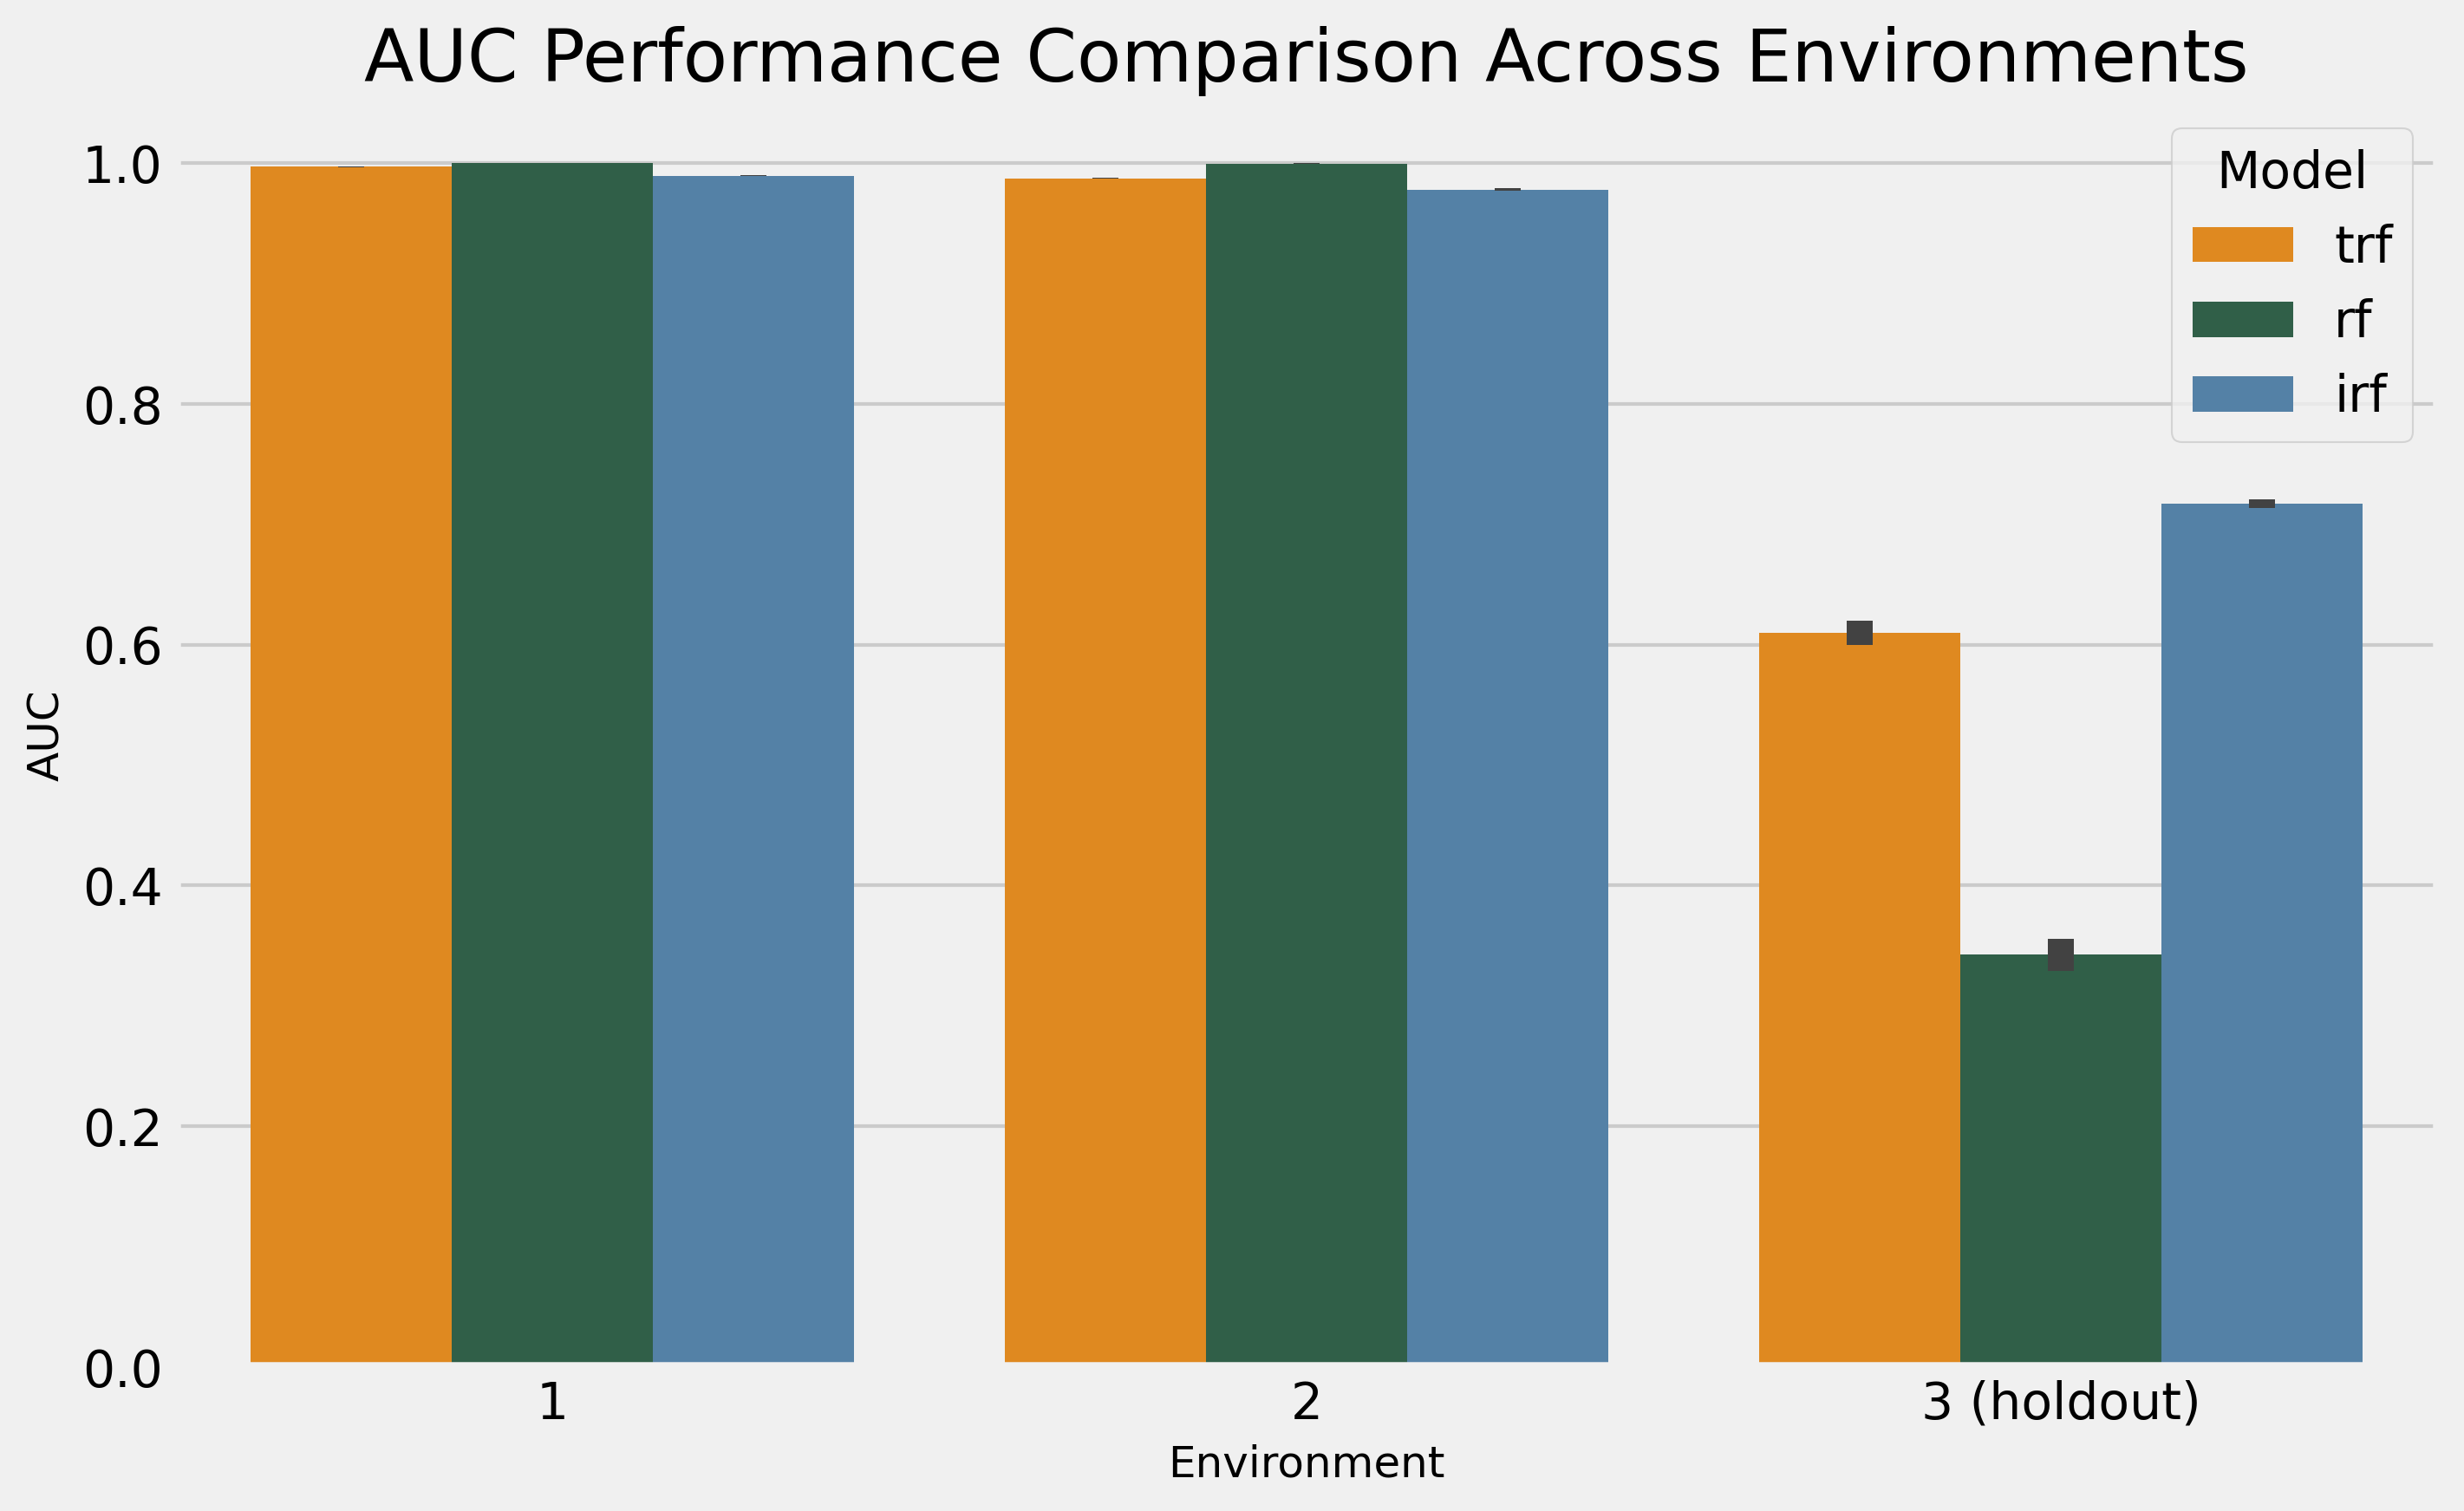 AUC Performance Comparison Across Environments
1.0
0.8
0.6
0.4
0.2
0.0
AUC
Model
trf
rf
irf
1
2
3 (holdout)
Environment